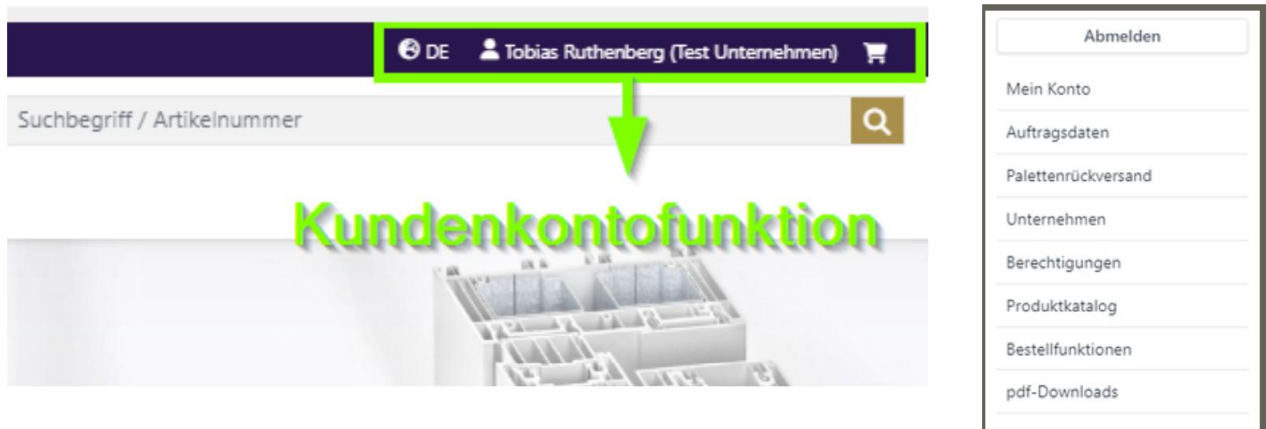 DE Tobias Ruthenberg (Test Unternehmen)
Suchbegriff / Artikelnummer
Kundenkontofunktion
Abmelden
Mein Konto
Auftragsdaten
Palettenrückversand
Unternehmen
Berechtigungen
Produktkatalog
Bestellfunktionen
pdf-Downloads